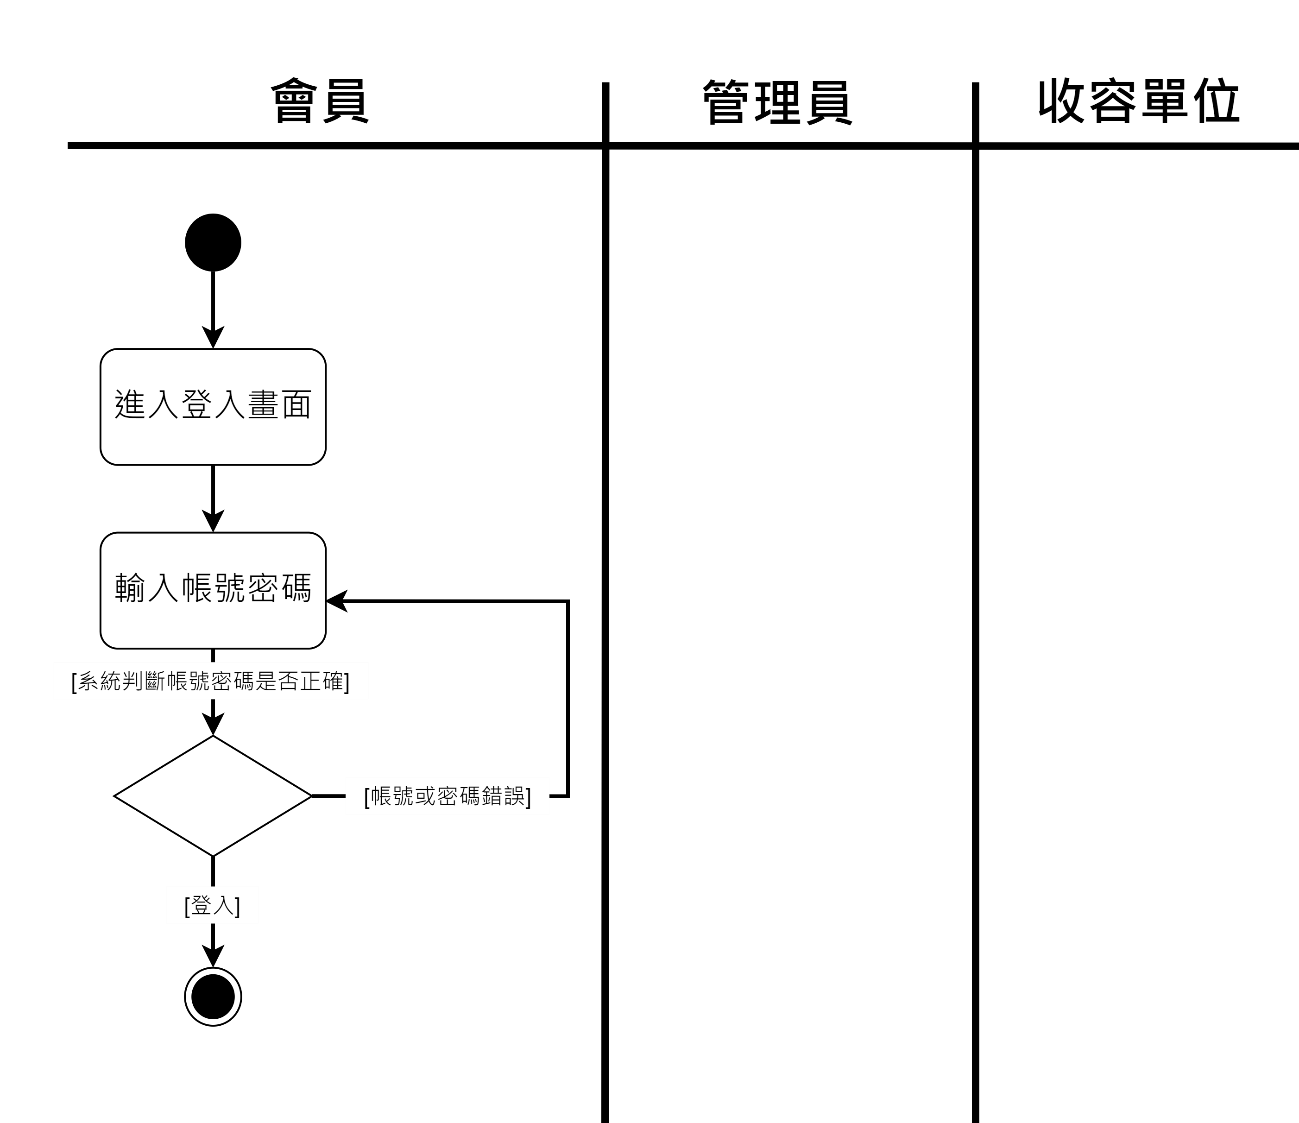 會員
管理員
收容單位
進入登入畫面
輸入帳號密碼
[系統判斷帳號密碼是否正確]
[帳號或密碼錯誤]
[登入]